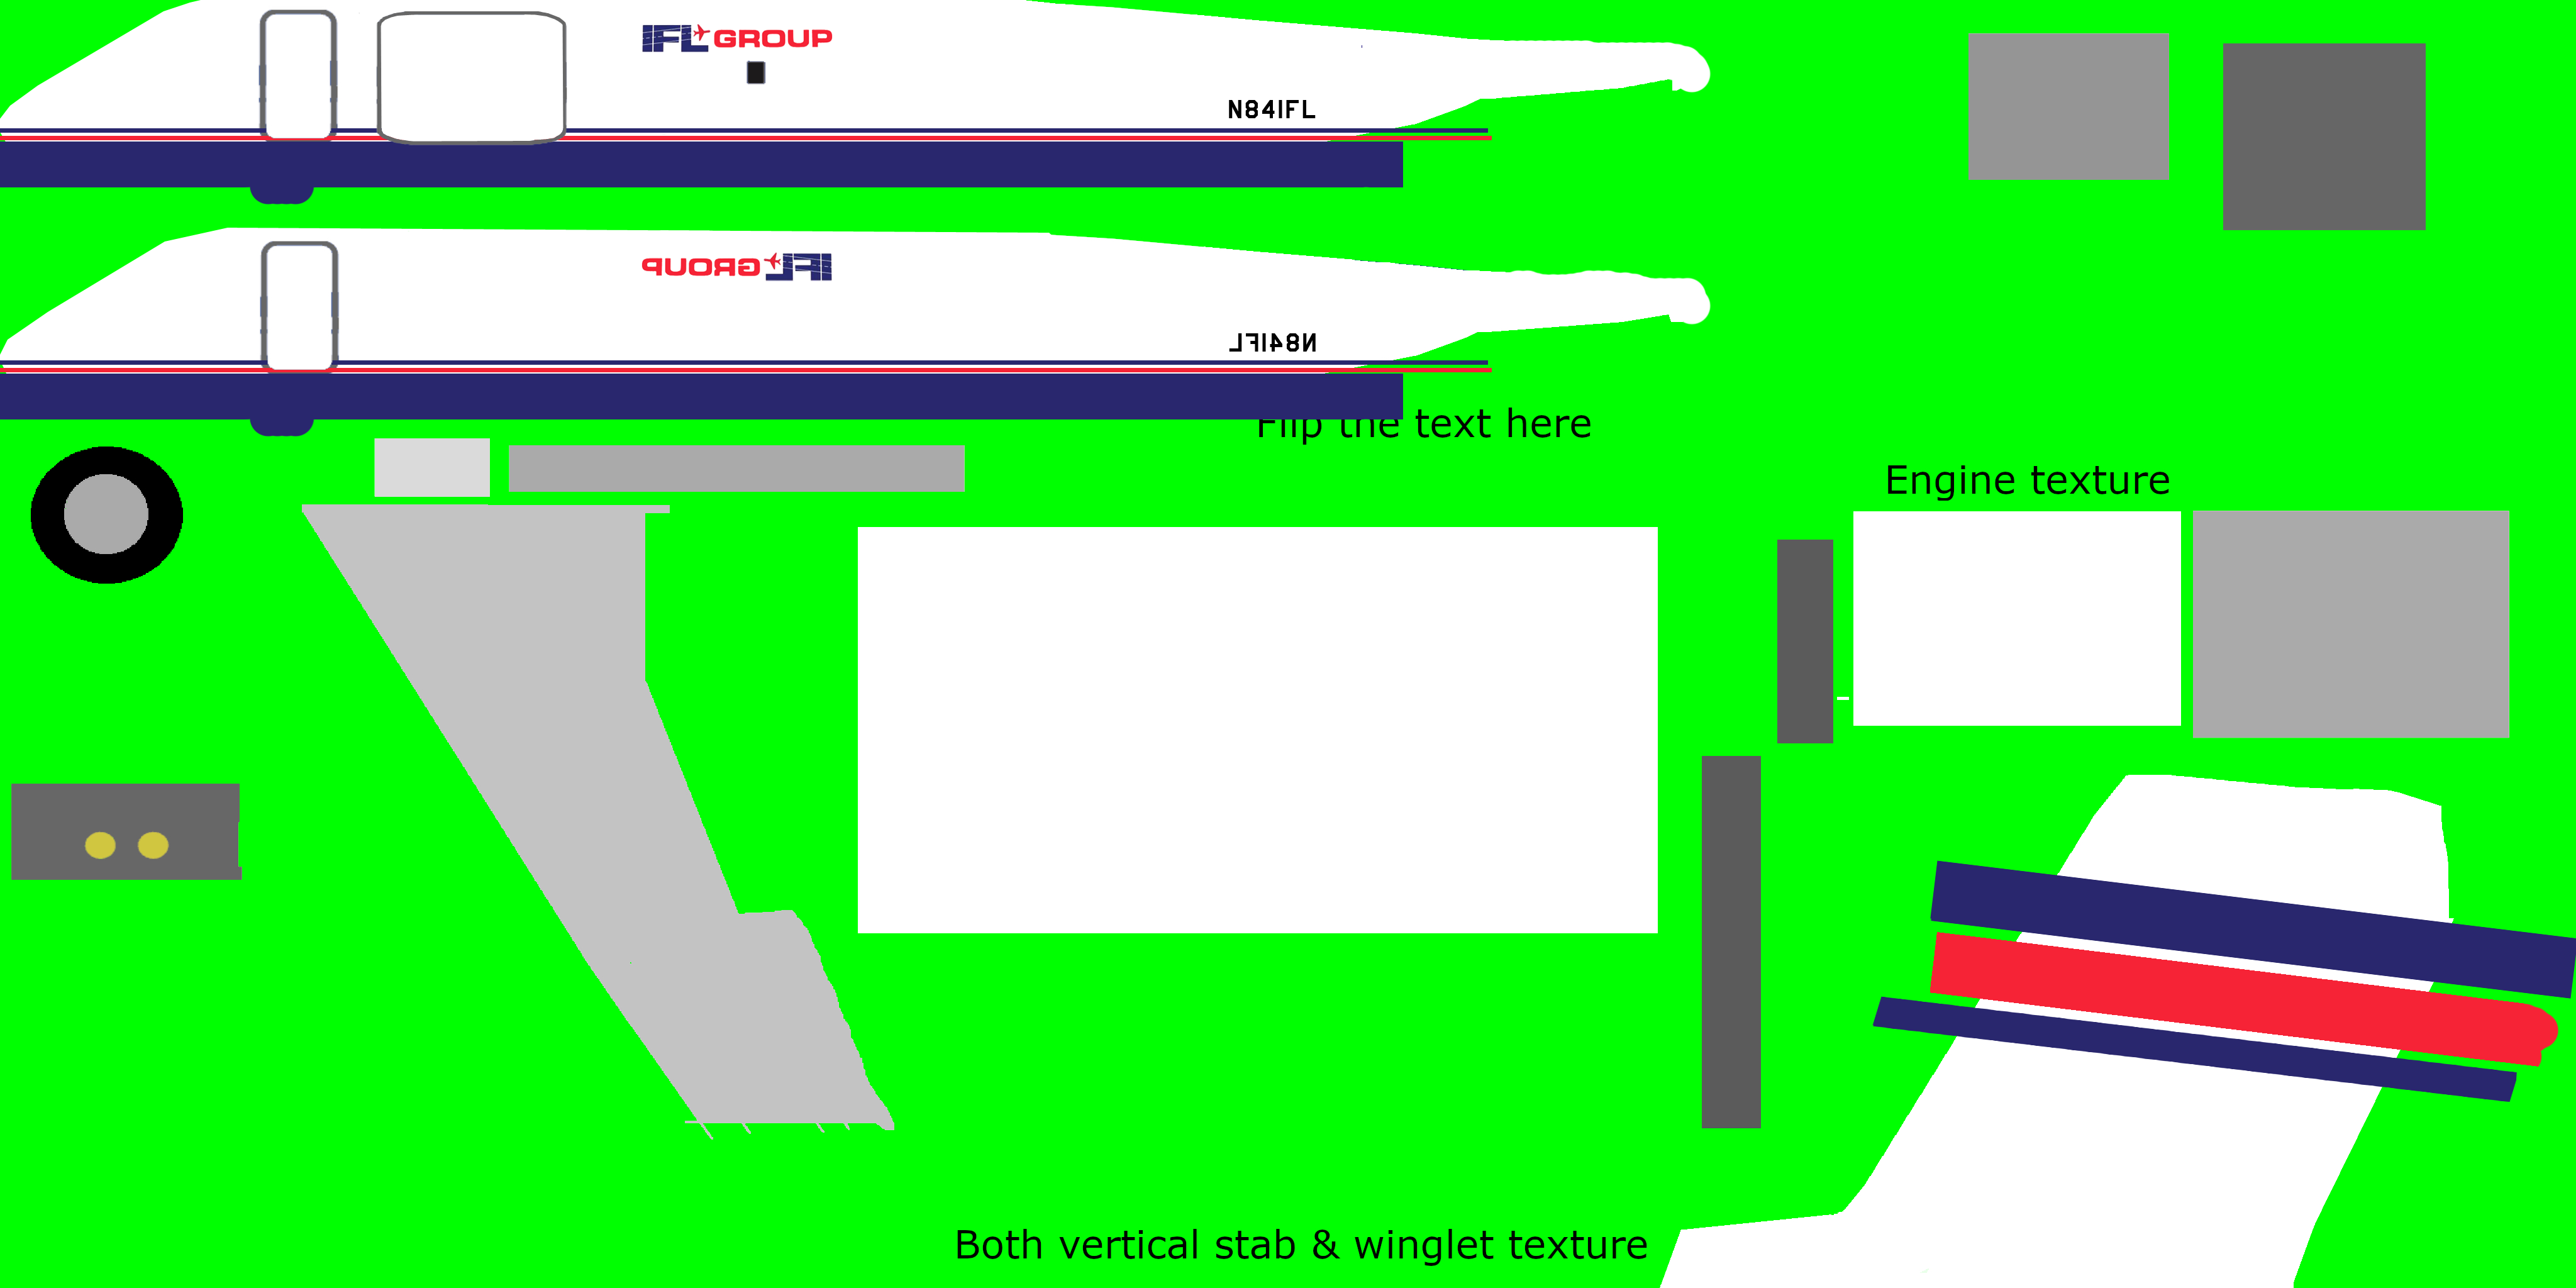 IFL GROUP
N84IFL
IFL GROUP
N84IFL
Flip the text here
Engine texture
Both vertical stab & winglet texture